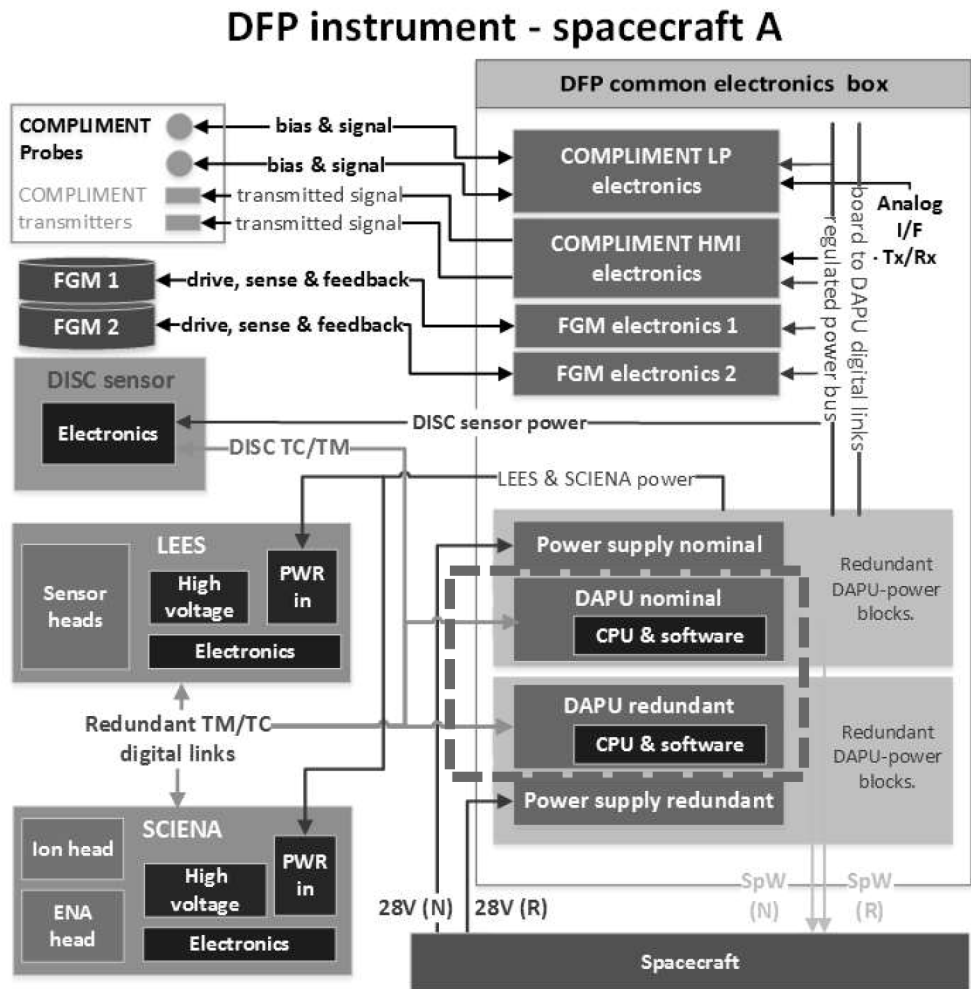 DFP instrument - spacecraft A
DFP common electronics box
COMPLIMENT
Probes
COMPLIMENT
transmitters
bias & signal
bias & signal
transmitted signal
transmitted signal
COMPLIMENT LP
electronics
COMPLIMENT HMI
electronics
Analog
I/F
- Tx/Rx
regulated power bus
board to DAPU digital links
FGM 1
FGM 2
drive, sense & feedback
drive, sense & feedback
FGM electronics 1
FGM electronics 2
DISC sensor
Electronics
DISC sensor power
DISC TC/TM
LEES & SCIENA power
LEES
Sensor
heads
High
voltage
PWR
in
Electronics
Power supply nominal
DAPU nominal
CPU & software
Redundant
DAPU-power
blocks.
Redundant TM/TC
digital links
DAPU redundant
CPU & software
Power supply redundant
Redundant
DAPU-power
blocks.
SCIENA
Ion head
ENA
head
High
voltage
PWR
in
Electronics
28V (N)
28V (R)
SpW
(N)
SpW
(R)
Spacecraft